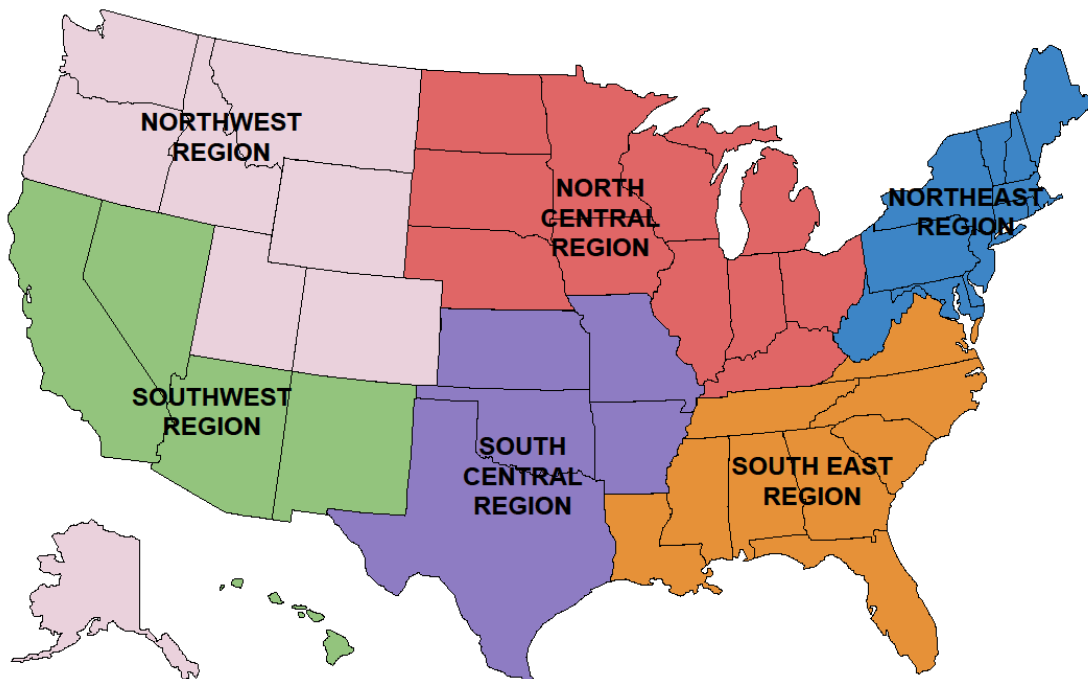 NORTHWEST
REGION
NORTH
CENTRAL
REGION
NORTHEAST
REGION
SOUTHWEST
REGION
SOUTH
CENTRAL
REGION
SOUTH EAST
REGION